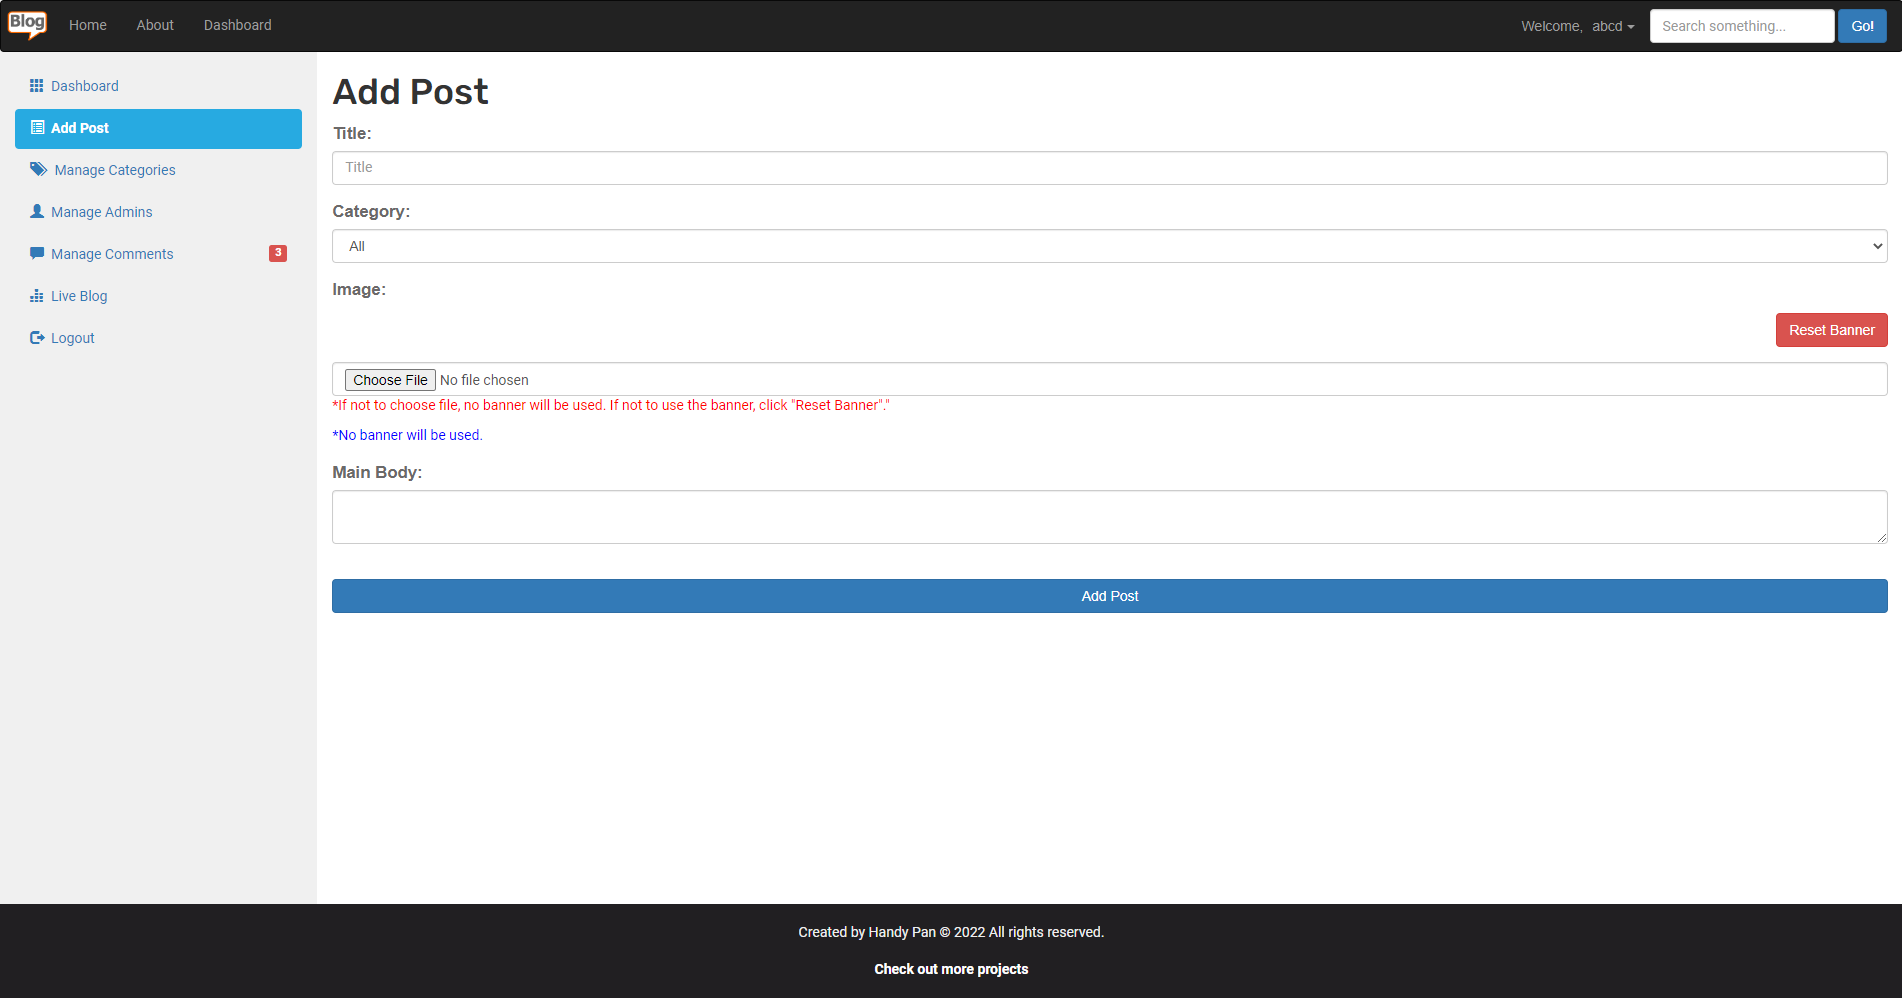 Blog Home About Dashboard Welcome, abcd Search something... Go!
Dashboard
Add Post
Manage Categories
Manage Admins
Manage Comments 3
Live Blog
Logout
Add Post
Title:
Title
Category:
All
Image:
Reset Banner
Choose File No file chosen
*If not to choose file, no banner will be used. If not to use the banner, click "Reset Banner"."
*No banner will be used.
Main Body:
Add Post
Created by Handy Pan © 2022 All rights reserved.
Check out more projects